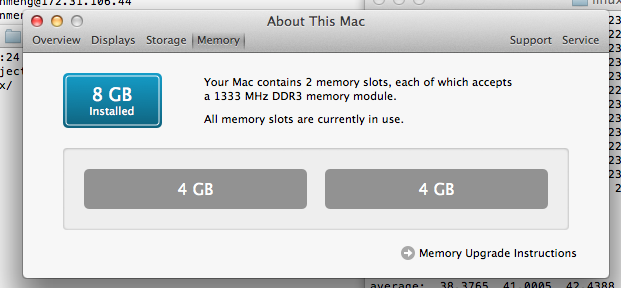 nmeng@172.31.106.44
About This Mac
Overview Displays Storage Memory Support Service
:24
ject
x/
8 GB
Installed
Your Mac contains 2 memory slots, each of which accepts
a 1333 MHz DDR3 memory module.
All memory slots are currently in use.
4 GB 4 GB
Memory Upgrade Instructions
average: 38.3765 41.0005 42.4388